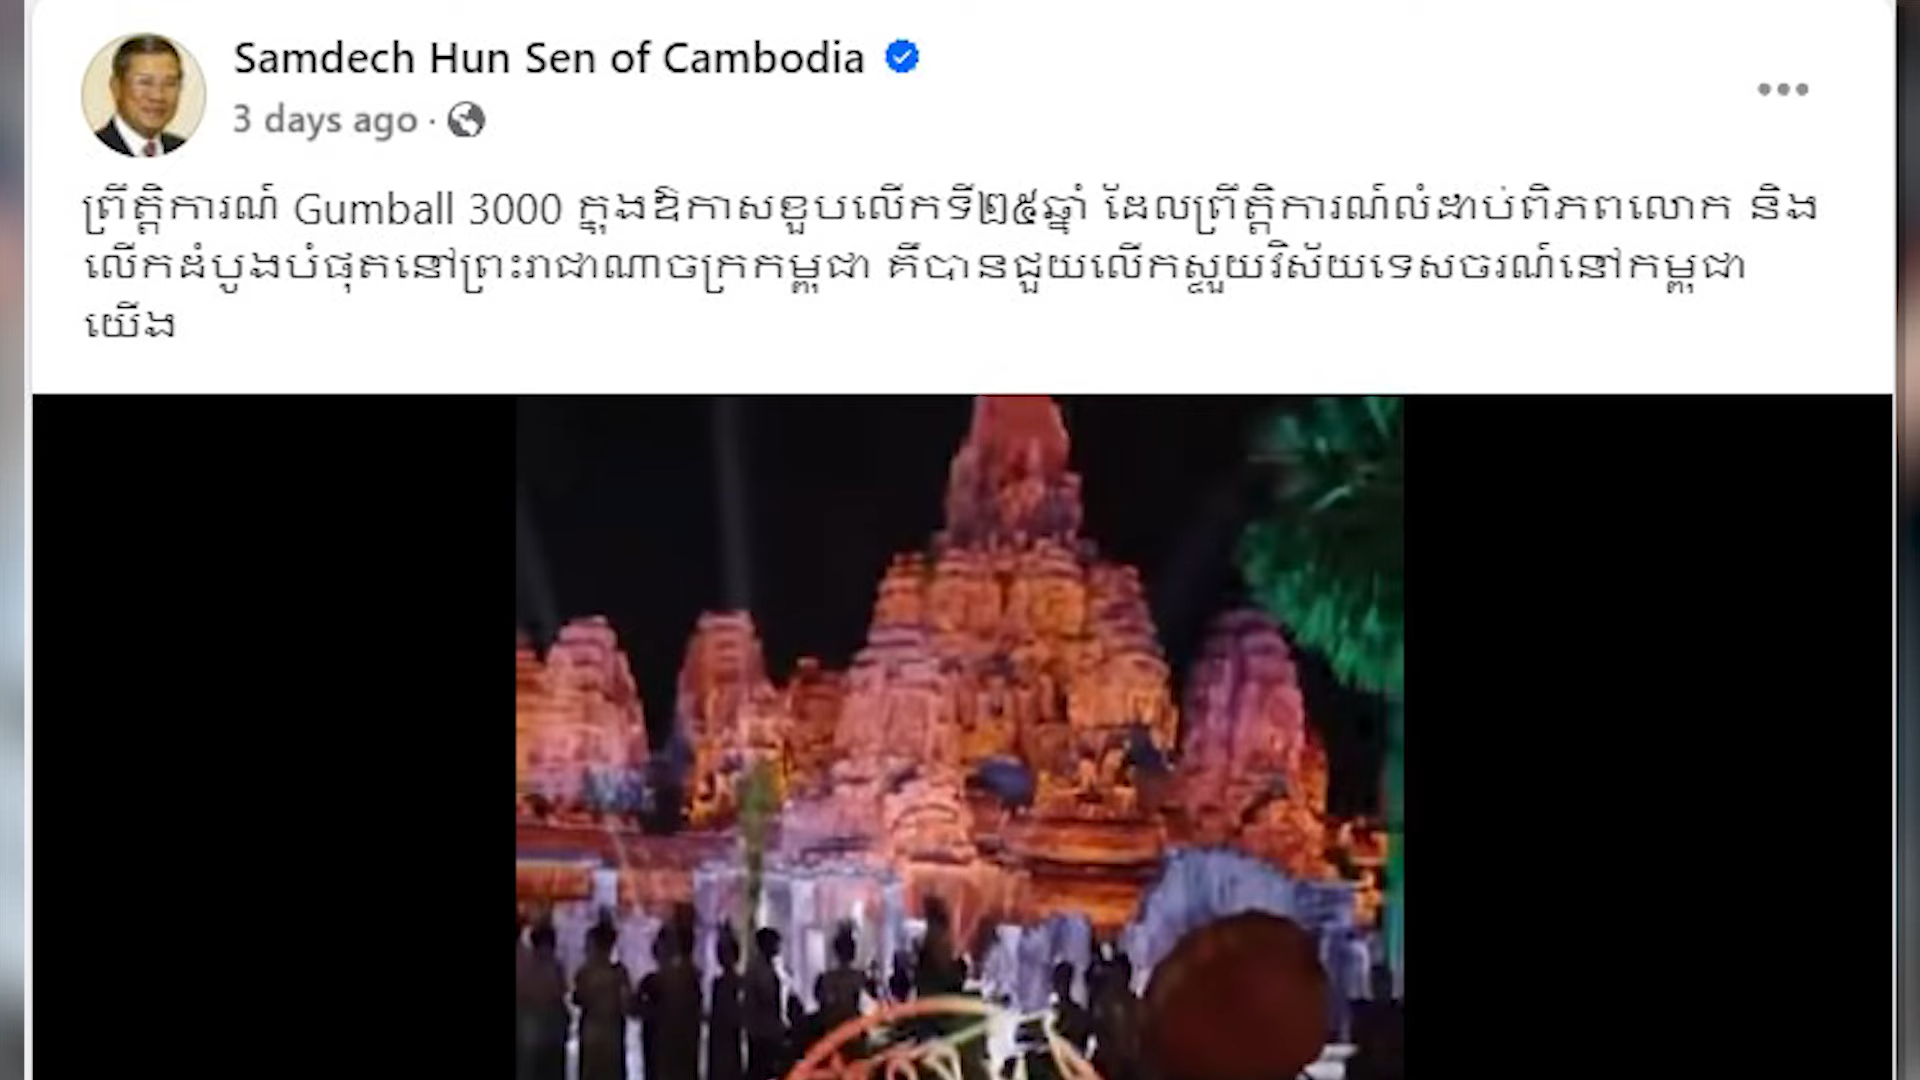 Samdech Hun Sen of Cambodia
3 days ago ·
ព្រឹត្តិការណ៍ Gumball 3000 ក្នុងឱកាសខួបលើកទី២៥ឆ្នាំ ដែលព្រឹត្តិការណ៍លំដាប់ពិភពលោក និង
លើកដំបូងបំផុតនៅព្រះរាជាណាចក្រកម្ពុជា គឺបានជួយលើកស្ទួយវិស័យទេសចរណ៍នៅកម្ពុជា
យើង